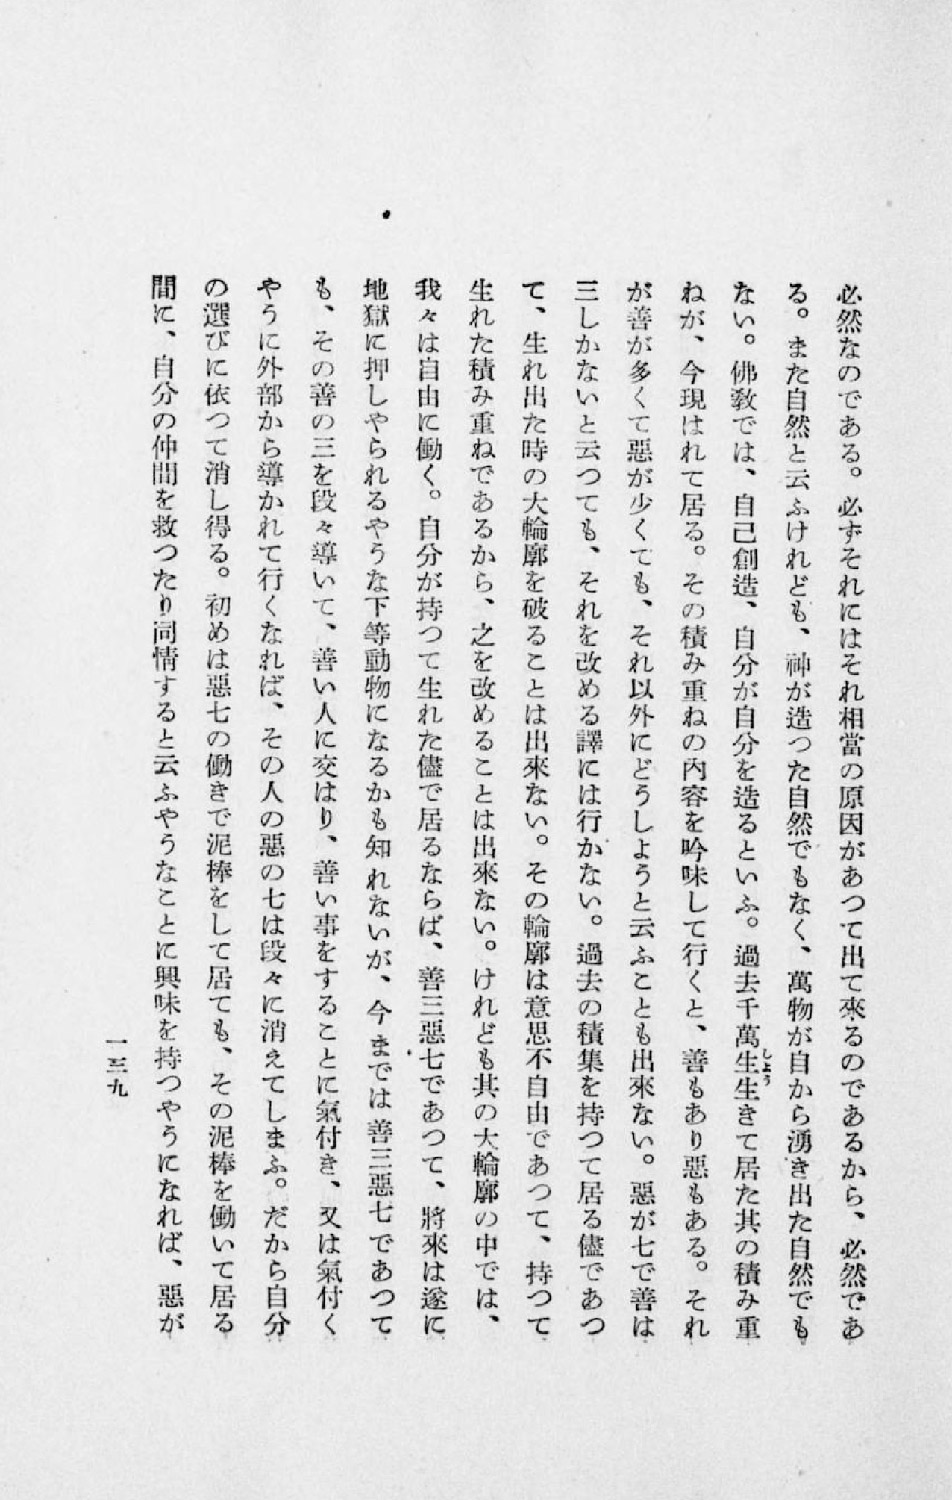 必然なのである。必ずそれにはそれ相當の原因があつて出て來るのであるから、必然であ
る。また自然と云ふけれども、神が造つた自然でもなく、萬物が自から湧き出た自然でも
ない。佛敎では、自己創造、自分が自分を造るといふ。過去千萬生生きて居た其の積み重
しよう
ねが、今現はれて居る。その積み重ねの內容を吟味して行くと、善もあり惡もある。それ
が善が多くて惡が少くても、それ以外にどうしようと云ふことも出來ない。惡が七で善は
三しかないと云つても、それを改める譯には行かない。過去の積集を持つて居る儘であつ
て、生れ出た時の大輪廓を破ることは出來ない。その輪廓は意思不自由であつて、持つて
生れた積み重ねであるから、之を改めることは出來ない。けれども其の大輪廓の中では、
我々は自由に働く。自分が持つて生れた儘で居るならば、善三惡七であつて、將來は遂に
地獄に押しやられるやうな下等動物になるかも知れないが、今までは善三惡七であつて
も、その善の三を段々導いて、善い人に交はり、善い事をすることに氣付き、又は氣付く
やうに外部から導かれて行くなれば、その人の惡の七は段々に消えてしまふ。だから自分
の選びに依つて消し得る。初めは惡七の働きで泥棒をして居ても、その泥棒を働いて居る
間に、自分の仲間を救つたり同情すると云ふやうなことに興味を持つやうになれば、惡が
一三九